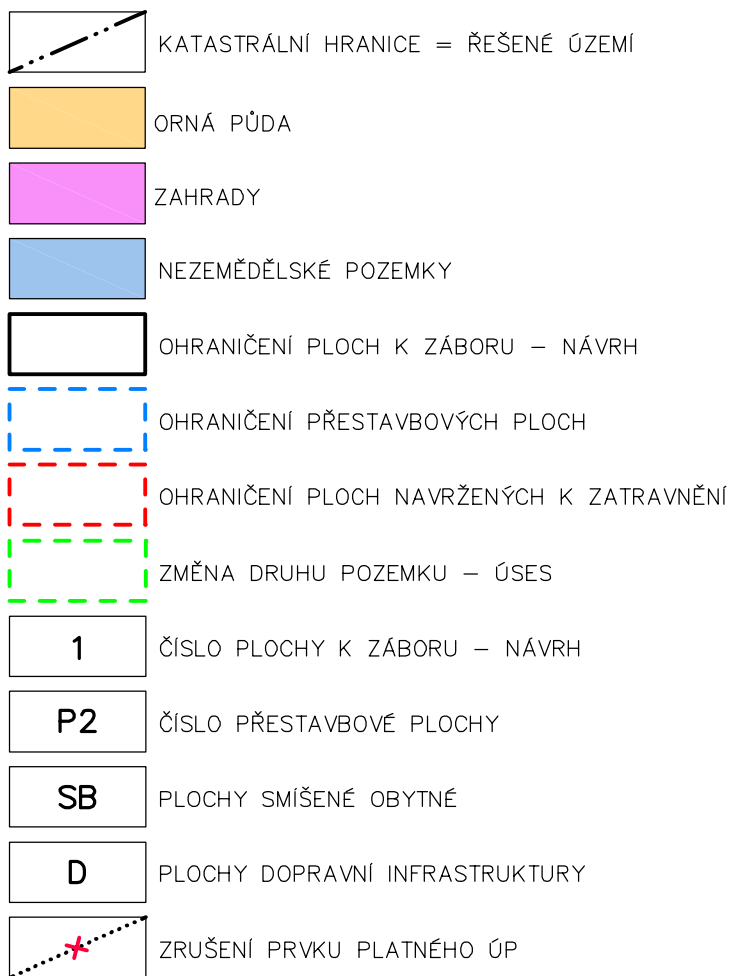 KATASTRÁLNÍ HRANICE = ŘEŠENÉ ÚZEMÍ
ORNÁ PŮDA
ZAHRADY
NEZEMĚDĚLSKÉ POZEMKY
OHRANIČENÍ PLOCH K ZÁBORU – NÁVRH
OHRANIČENÍ PŘESTAVBOVÝCH PLOCH
OHRANIČENÍ PLOCH NAVRŽENÝCH K ZATRAVNĚNÍ
ZMĚNA DRUHU POZEMKU – ÚSES
1 ČÍSLO PLOCHY K ZÁBORU – NÁVRH
P2 ČÍSLO PŘESTAVBOVÉ PLOCHY
SB PLOCHY SMÍŠENÉ OBYTNÉ
D PLOCHY DOPRAVNÍ INFRASTRUKTURY
ZRUŠENÍ PRVKU PLATNÉHO ÚP